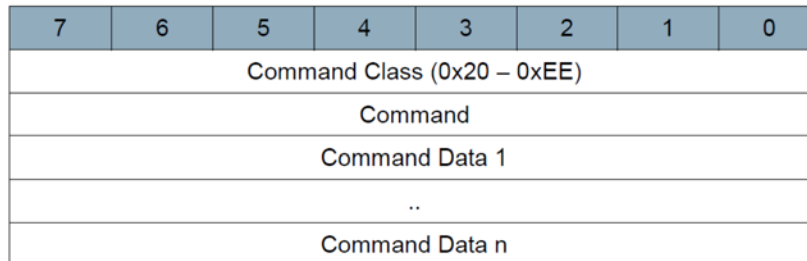 7 6 5 4 3 2 1 0
Command Class (0x20 – 0xEE)
Command
Command Data 1
..
Command Data n